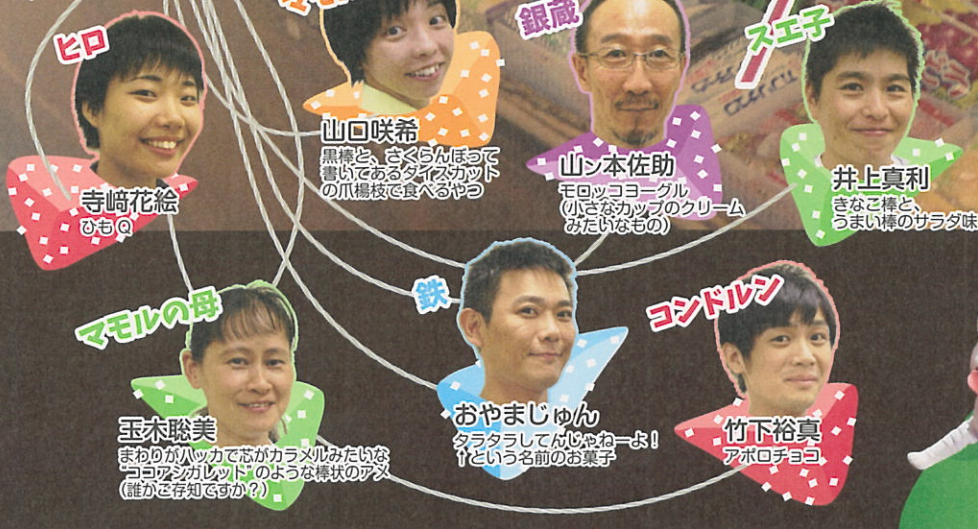 ヒロ
寺﨑花絵
ひもQ
山口咲希
黒棒と、さくらんぼって
書いてあるダイスカット
の爪楊枝で食べるやつ
銀蔵
山ン本佐助
モロッコヨーグル
(小さなカップのクリーム
みたいなもの)
スエ子
井上真利
きなこ棒と、
うまい棒のサラダ味
マモルの母
玉木聡美
まわりがハッカで芯がカラメルみたいな
"ココアシガレット"のような棒状のアメ
(誰かご存知ですか?)
鉄
おやまじゅん
タラタラしてんじゃねーよ!
↑という名前のお菓子
コンドルン
竹下裕真
アポロチョコ